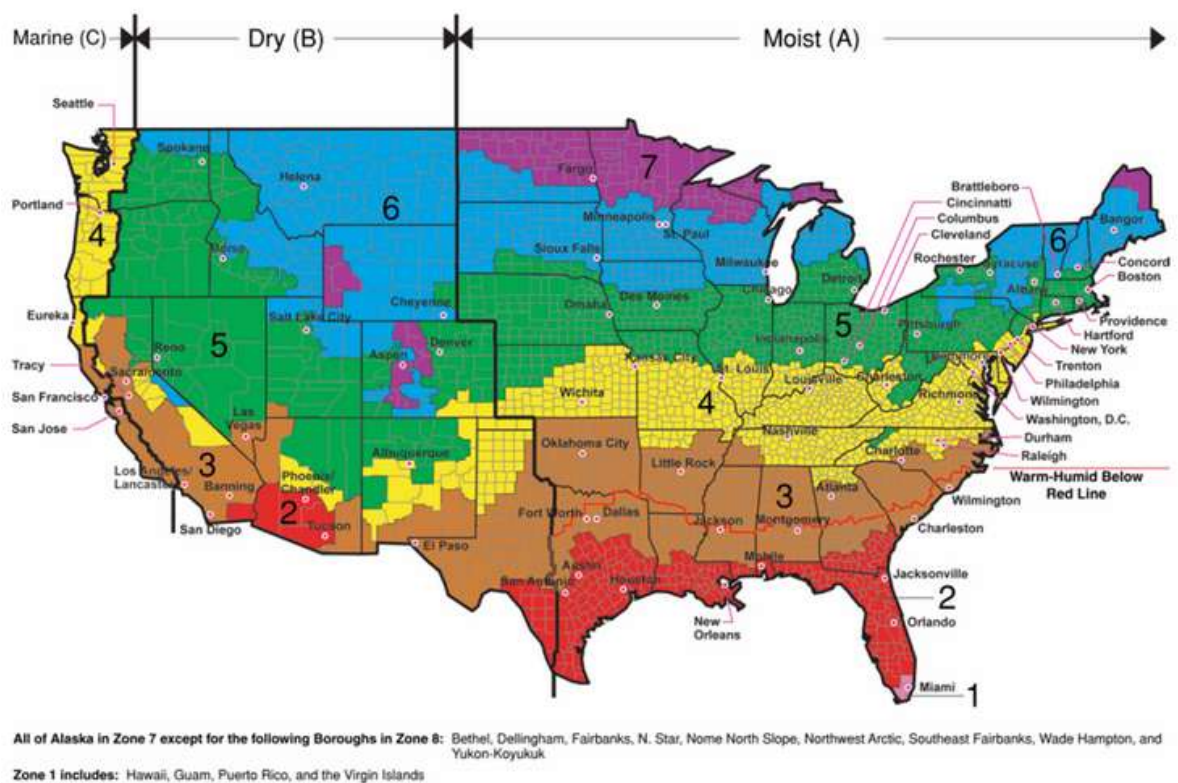 Marine (C)
Dry (B)
Moist (A)
Seattle
Spokane
Helena
Fargo
7
Portland
6
Minneapolis
St. Paul
Brattleboro
Cincinnatti
Columbus
Cleveland
Bangor
4
Boise
Sioux Falls
Milwaukee
Detroit
Rochester
Syracuse
6
Concord
Albany
Boston
Eureka
Cheyenne
Chicago
Salt Lake City
Omaha
Des Moines
Providence
5
Reno
Aspen
Denver
Indianapolis
5
Pittsburgh
Hartford
New York
Tracy
Sacramento
Kansas City
St. Louis
Trenton
San Francisco
Wichita
4
Louisville
Charleston
Baltimore
Philadelphia
Richmond
Wilmington
San Jose
Las
Vegas
Washington, D.C.
Albuquerque
Oklahoma City
Nashville
Durham
Los Angeles/
Lancaster
3
Banning
Phoenix/
Chandler
Little Rock
Charlotte
Raleigh
2
Atlanta
Warm-Humid Below
Red Line
San Diego
Tucson
Fort Worth
Dallas
Jackson
Montgomery
3
Wilmington
El Paso
Charleston
Austin
Mobile
San Antonio
Houston
Jacksonville
2
New
Orleans
Orlando
Miami
1
All of Alaska in Zone 7 except for the following Boroughs in Zone 8: Bethel, Dellingham, Fairbanks, N. Star, Nome North Slope, Northwest Arctic, Southeast Fairbanks, Wade Hampton, and
Yukon-Koyukuk
Zone 1 includes: Hawaii, Guam, Puerto Rico, and the Virgin Islands